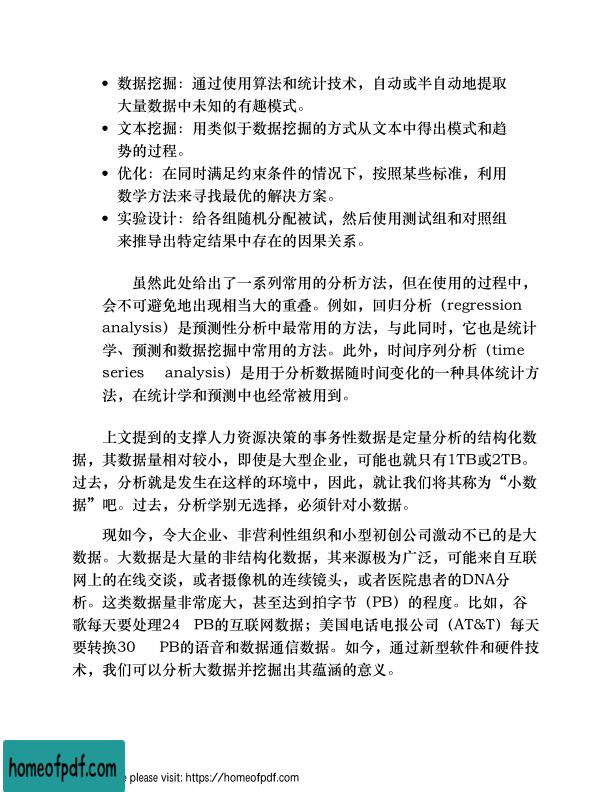 • 数据挖掘：通过使用算法和统计技术，自动或半自动地提取
大量数据中未知的有趣模式。
• 文本挖掘：用类似于数据挖掘的方式从文本中得出模式和趋
势的过程。
• 优化：在同时满足约束条件的情况下，按照某些标准，利用
数学方法来寻找最优的解决方案。
• 实验设计：给各组随机分配被试，然后使用测试组和对照组
来推导出特定结果中存在的因果关系。
虽然此处给出了一系列常用的分析方法，但在使用的过程中，
会不可避免地出现相当大的重叠。例如，回归分析（regression
analysis）是预测性分析中最常用的方法，与此同时，它也是统计
学、预测和数据挖掘中常用的方法。此外，时间序列分析（time
series analysis）是用于分析数据随时间变化的一种具体统计方
法，在统计学和预测中也经常被用到。
上文提到的支撑人力资源决策的事务性数据是定量分析的结构化数
据，其数据量相对较小，即使是大型企业，可能也就只有1TB或2TB。
过去，分析就是发生在这样的环境中，因此，就让我们将其称为“小数
据”吧。过去，分析学别无选择，必须针对小数据。
现如今，令大企业、非营利性组织和小型初创公司激动不已的是大
数据。大数据是大量的非结构化数据，其来源极为广泛，可能来自互联
网上的在线交谈，或者摄像机的连续镜头，或者医院患者的DNA分
析。这类数据量非常庞大，甚至达到拍字节（PB）的程度。比如，谷
歌每天要处理24 PB的互联网数据；美国电话电报公司（AT&T）每天
要转换30 PB的语音和数据通信数据。如今，通过新型软件和硬件技
术，我们可以分析大数据并挖掘出其蕴涵的意义。
homeofpdf.com
please visit: https://homeofpdf.com